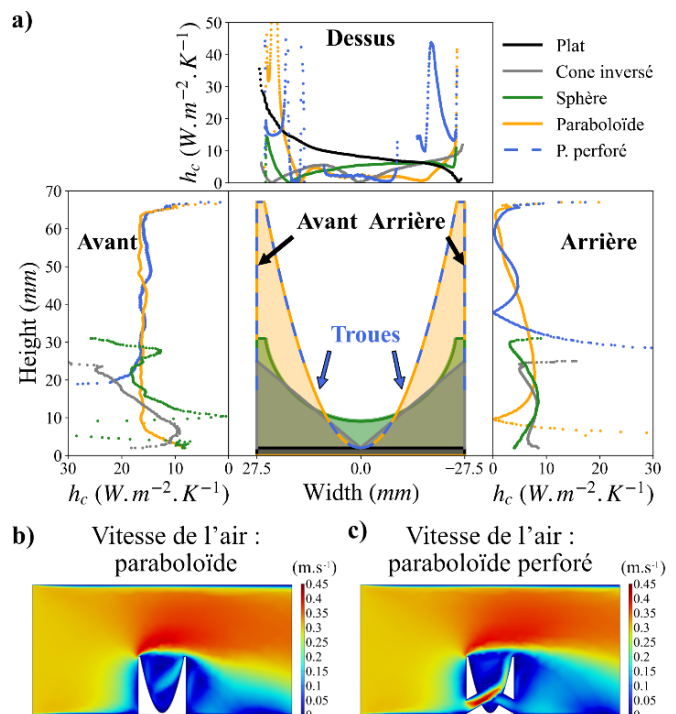 a)
50
40
30
20
10
0
h_c (W.m⁻².K⁻¹)
Dessus
Plat
Cone inversé
Sphère
Paraboloïde
P. perforé
70
60
50
40
30
20
10
0
Height (mm)
Avant
Avant Arrière
Arrière
Troues
30 20 10 0
h_c (W.m⁻².K⁻¹)
27.5 0.0 −27.5
Width (mm)
0 10 20 30
h_c (W.m⁻².K⁻¹)
b) Vitesse de l'air :
paraboloïde
(m.s⁻¹)
0.45
0.4
0.35
0.3
0.25
0.2
0.15
0.1
0.05
0
c) Vitesse de l'air :
paraboloïde perforé
(m.s⁻¹)
0.45
0.4
0.35
0.3
0.25
0.2
0.15
0.1
0.05
0